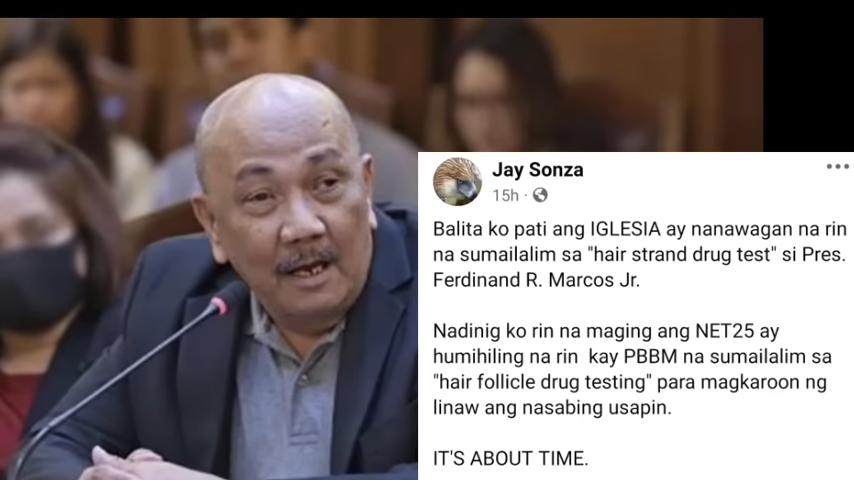 Jay Sonza
15h ·
Balita ko pati ang IGLESIA ay nanawagan na rin
na sumailalim sa "hair strand drug test" si Pres.
Ferdinand R. Marcos Jr.
Nadinig ko rin na maging ang NET25 ay
humihiling na rin kay PBBM na sumailalim sa
"hair follicle drug testing" para magkaroon ng
linaw ang nasabing usapin.
IT'S ABOUT TIME.